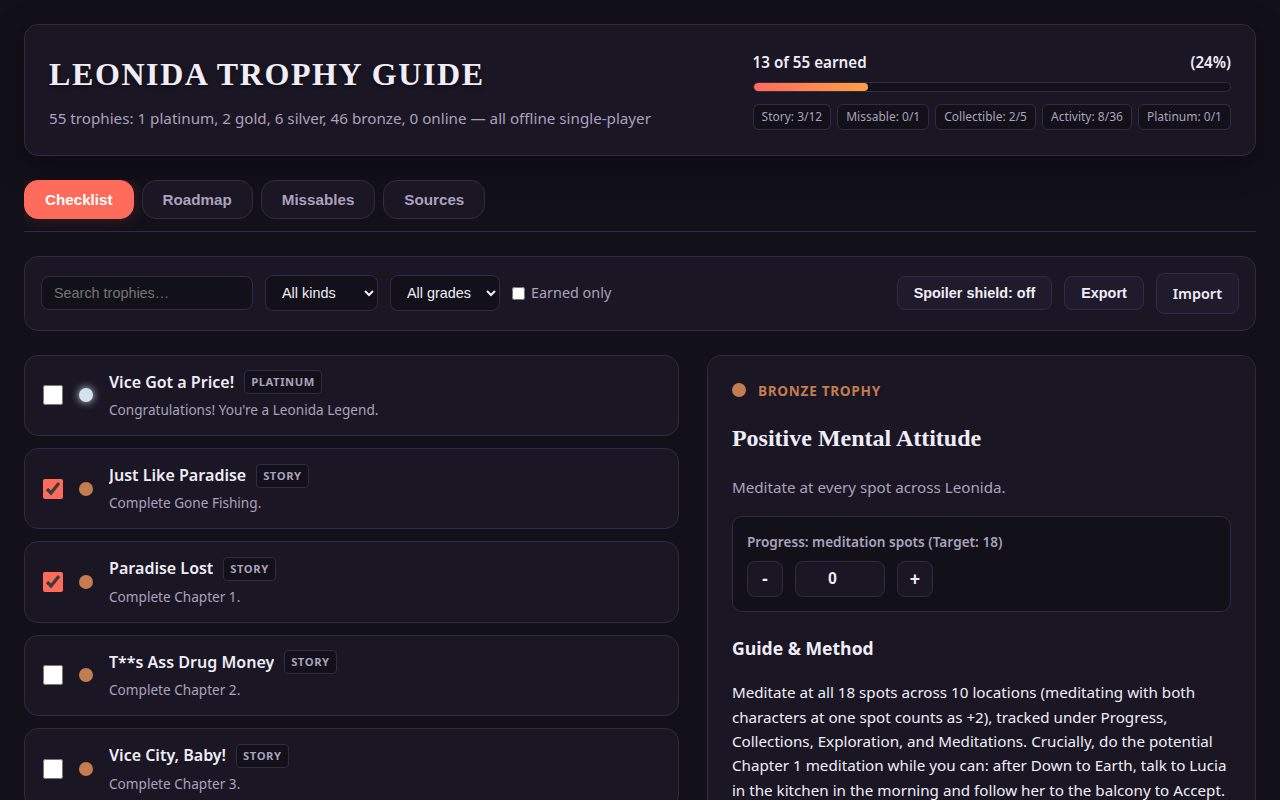 LEONIDA TROPHY GUIDE
55 trophies: 1 platinum, 2 gold, 6 silver, 46 bronze, 0 online — all offline single-player
13 of 55 earned (24%)
Story: 3/12 Missable: 0/1 Collectible: 2/5 Activity: 8/36 Platinum: 0/1
Checklist Roadmap Missables Sources
Search trophies… All kinds All grades Earned only Spoiler shield: off Export Import
Vice Got a Price! PLATINUM
Congratulations! You're a Leonida Legend.
Just Like Paradise STORY
Complete Gone Fishing.
Paradise Lost STORY
Complete Chapter 1.
T**s Ass Drug Money STORY
Complete Chapter 2.
Vice City, Baby! STORY
Complete Chapter 3.
BRONZE TROPHY
Positive Mental Attitude
Meditate at every spot across Leonida.
Progress: meditation spots (Target: 18)
- 0 +
Guide & Method
Meditate at all 18 spots across 10 locations (meditating with both
characters at one spot counts as +2), tracked under Progress,
Collections, Exploration, and Meditations. Crucially, do the potential
Chapter 1 meditation while you can: after Down to Earth, talk to Lucia
in the kitchen in the morning and follow her to the balcony to Accept.